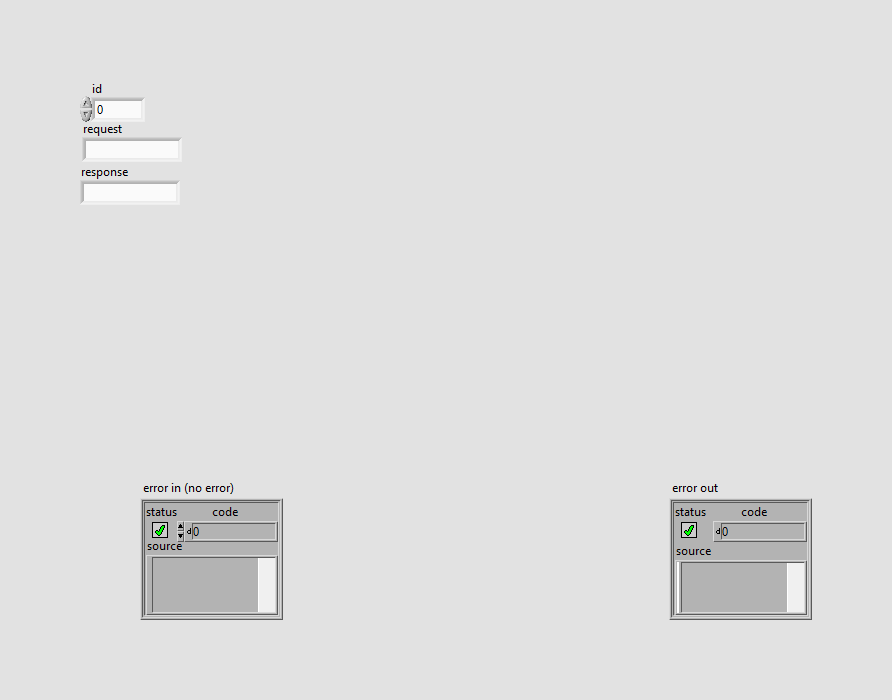 id
0
request
response
error in (no error)
status code
d 0
source
error out
status code
d 0
source